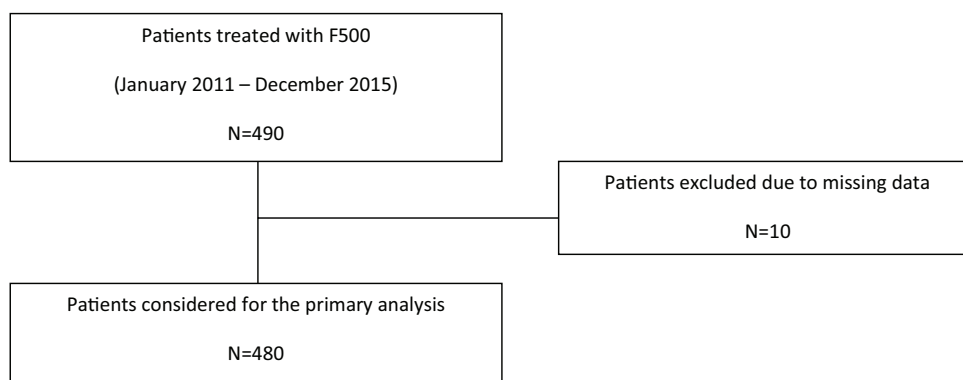 Patients treated with F500
(January 2011 – December 2015)
N=490
Patients excluded due to missing data
N=10
Patients considered for the primary analysis
N=480